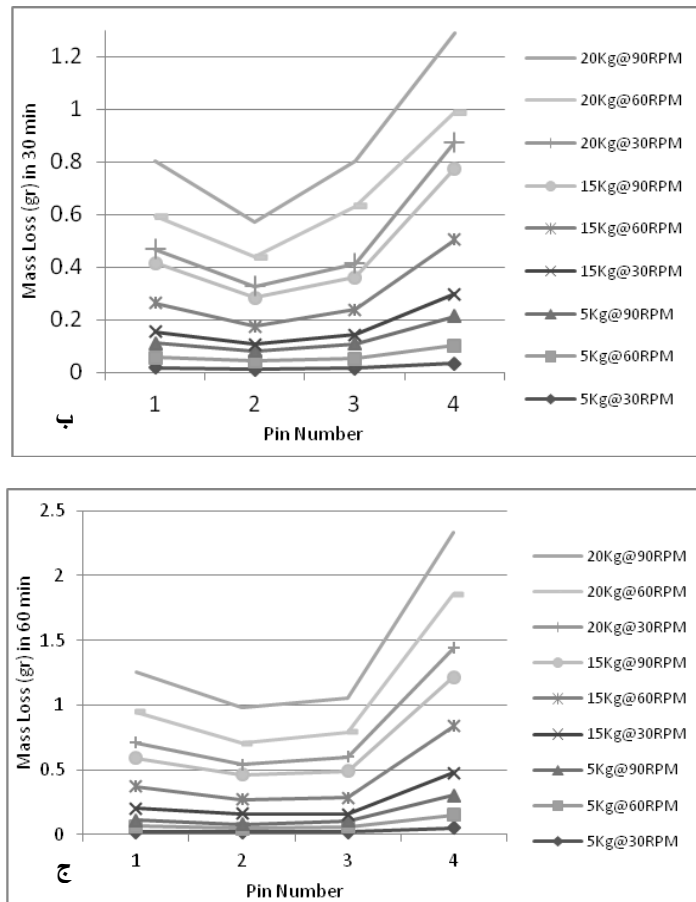 Mass Loss (gr) in 30 min
1.2
1
0.8
0.6
0.4
0.2
0
1 2 3 4
Pin Number
20Kg@90RPM
20Kg@60RPM
20Kg@30RPM
15Kg@90RPM
15Kg@60RPM
15Kg@30RPM
5Kg@90RPM
5Kg@60RPM
5Kg@30RPM
Mass Loss (gr) in 60 min
2.5
2
1.5
1
0.5
0
1 2 3 4
ج
Pin Number
20Kg@90RPM
20Kg@60RPM
20Kg@30RPM
15Kg@90RPM
15Kg@60RPM
15Kg@30RPM
5Kg@90RPM
5Kg@60RPM
5Kg@30RPM